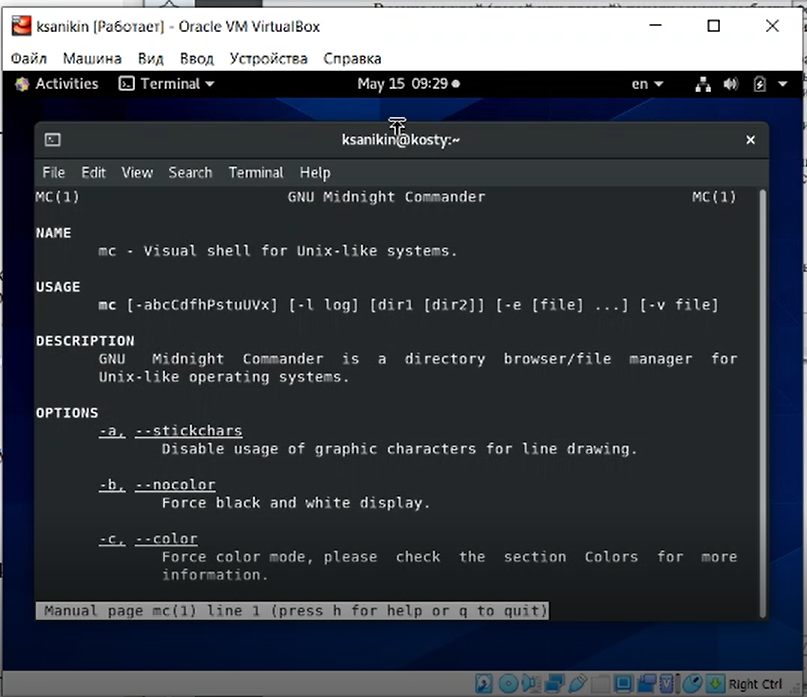 ksanikin [Работает] - Oracle VM VirtualBox
Файл Машина Вид Ввод Устройства Справка
Activities Terminal May 15 09:29 en
ksanikin@kosty:~
File Edit View Search Terminal Help
MC(1) GNU Midnight Commander MC(1)
NAME
mc - Visual shell for Unix-like systems.
USAGE
mc [-abcCdfhPstuUVx] [-l log] [dir1 [dir2]] [-e [file] ...] [-v file]
DESCRIPTION
GNU Midnight Commander is a directory browser/file manager for
Unix-like operating systems.
OPTIONS
-a, --stickchars
Disable usage of graphic characters for line drawing.
-b, --nocolor
Force black and white display.
-c, --color
Force color mode, please check the section Colors for more
information.
Manual page mc(1) line 1 (press h for help or q to quit)
Right Ctrl